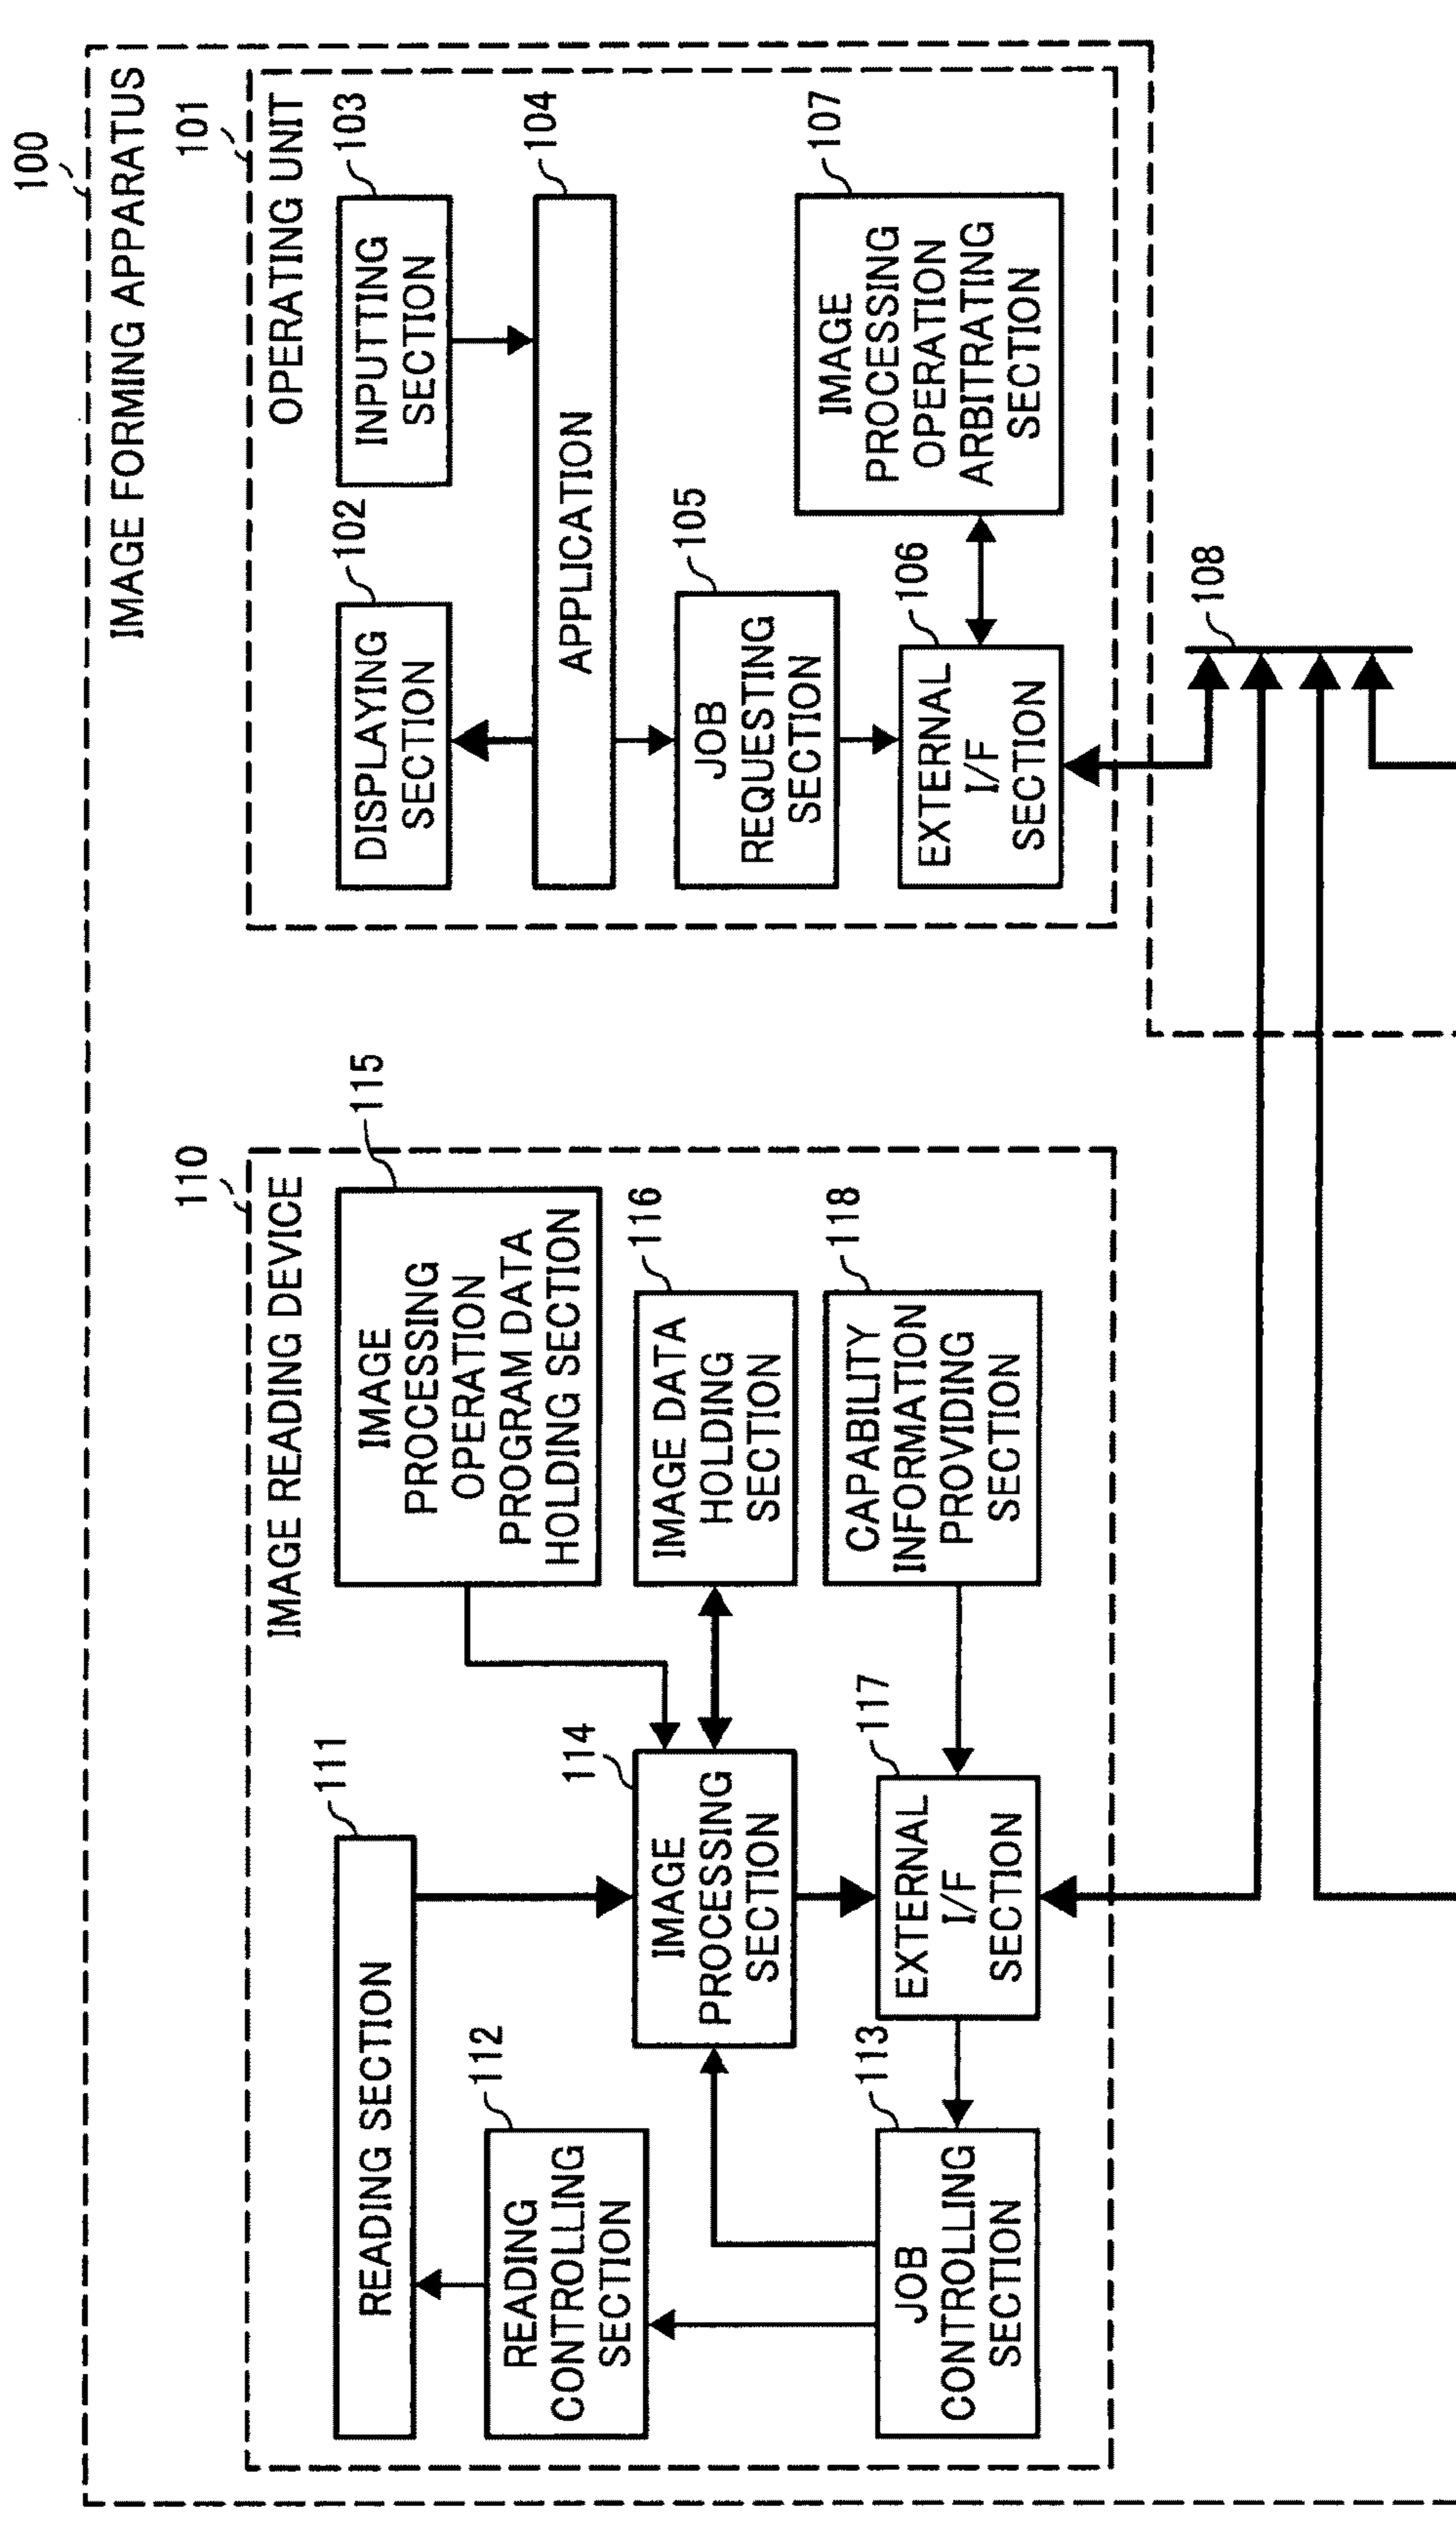 100
IMAGE FORMING APPARATUS
110
IMAGE READING DEVICE
111
READING SECTION
112
READING
CONTROLLING
SECTION
113
JOB
CONTROLLING
SECTION
114
IMAGE
PROCESSING
SECTION
115
IMAGE
PROCESSING
OPERATION
PROGRAM DATA
HOLDING SECTION
116
IMAGE DATA
HOLDING
SECTION
117
EXTERNAL
I/F
SECTION
118
CAPABILITY
INFORMATION
PROVIDING
SECTION
101
OPERATING UNIT
102
DISPLAYING
SECTION
103
INPUTTING
SECTION
104
APPLICATION
105
JOB
REQUESTING
SECTION
106
EXTERNAL
I/F
SECTION
107
IMAGE
PROCESSING
OPERATION
ARBITRATING
SECTION
108